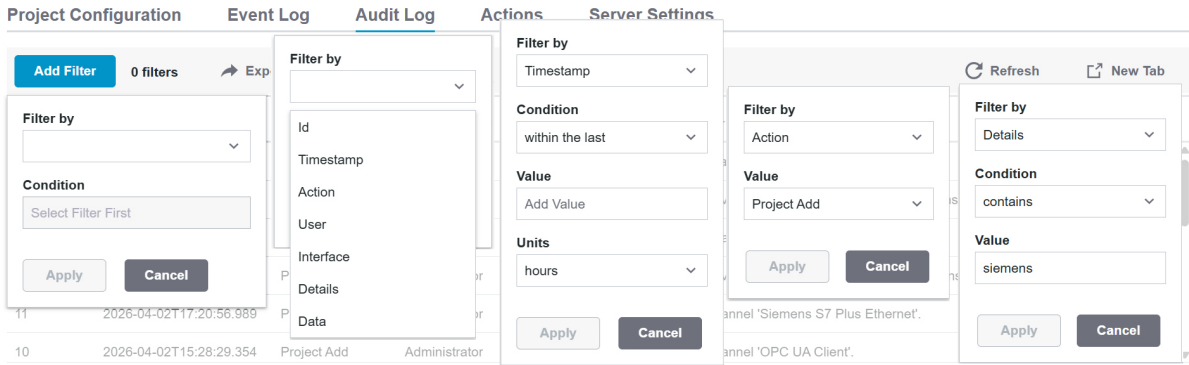 Project Configuration Event Log Audit Log Actions Server Settings
Add Filter 0 filters Exp
Refresh New Tab
Filter by
Condition
Select Filter First
Apply Cancel
Filter by
Id
Timestamp
Action
User
Interface
Details
Data
Filter by
Timestamp
Condition
within the last
Value
Add Value
Units
hours
Apply Cancel
Filter by
Action
Value
Project Add
Apply Cancel
Filter by
Details
Condition
contains
Value
siemens
Apply Cancel
11 2026-04-02T17:20:56.989 annel 'Siemens S7 Plus Ethernet'.
10 2026-04-02T15:28:29.354 Project Add Administrator annel 'OPC UA Client'.